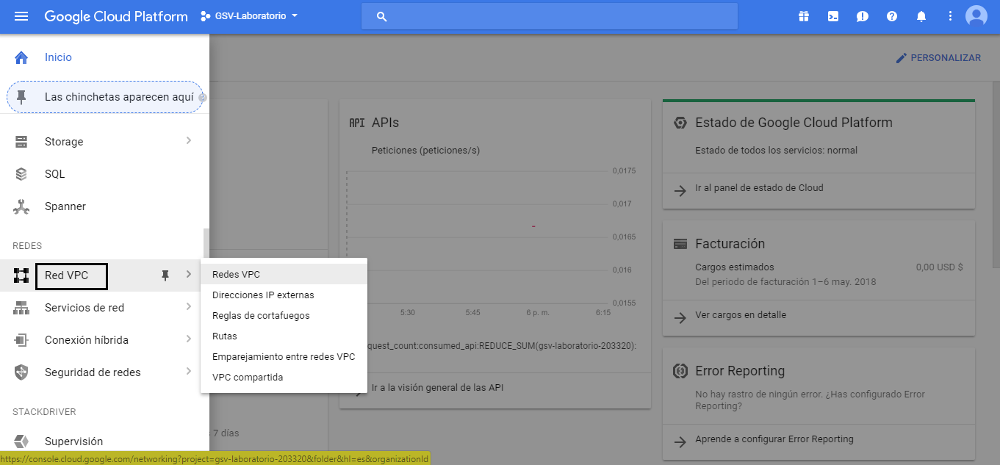 Google Cloud Platform
GSV-Laboratorio
Inicio
Las chinchetas aparecen aquí
Storage
SQL
Spanner
REDES
Red VPC
Servicios de red
Conexión híbrida
Seguridad de redes
STACKDRIVER
Supervisión
Redes VPC
Direcciones IP externas
Reglas de cortafuegos
Rutas
Emparejamiento entre redes VPC
VPC compartida
PERSONALIZAR
API APIs
Peticiones (peticiones/s)
0,0175
0,017
0,0165
0,016
0,0155
5:30 5:45 6 p. m. 6:15
quest_count:consumed_api:REDUCE_SUM(gsv-laboratorio-203320):
Ir a la visión general de las API
7 días
Estado de Google Cloud Platform
Estado de todos los servicios: normal
Ir al panel de estado de Cloud
Facturación
Cargos estimados 0,00 USD $
Del periodo de facturación 1–6 may. 2018
Ver cargos en detalle
Error Reporting
No hay rastro de ningún error. ¿Has configurado Error
Reporting?
Aprende a configurar Error Reporting
https://console.cloud.google.com/networking?project=gsv-laboratorio-203320&folder&hl=es&organizationId